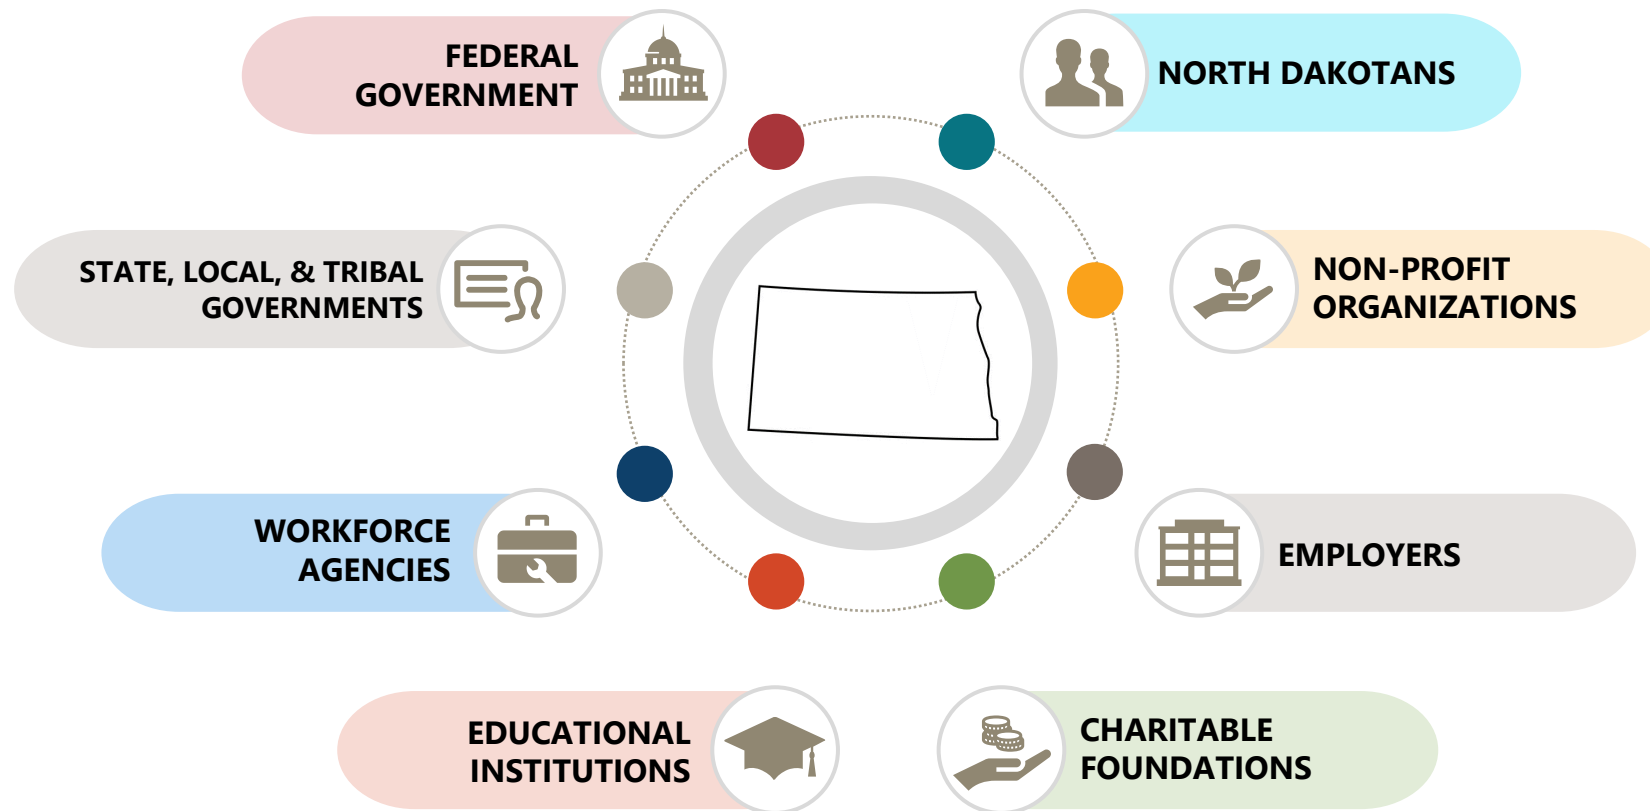 FEDERAL
GOVERNMENT
NORTH DAKOTANS
STATE, LOCAL, & TRIBAL
GOVERNMENTS
NON-PROFIT
ORGANIZATIONS
WORKFORCE
AGENCIES
EMPLOYERS
EDUCATIONAL
INSTITUTIONS
CHARITABLE
FOUNDATIONS